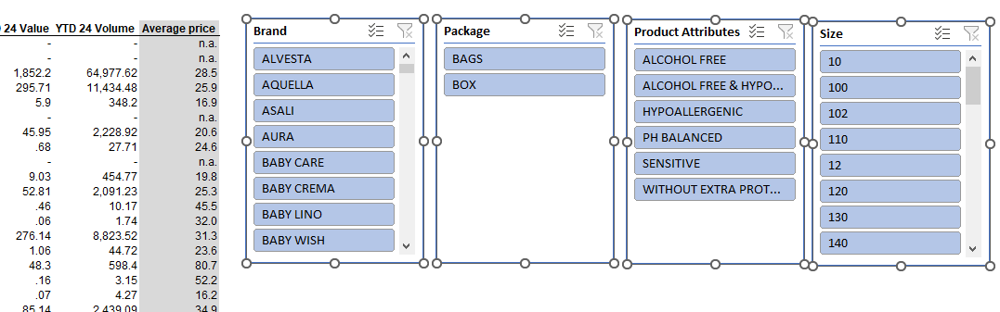 24 Value YTD 24 Volume Average price
- - n.a.
- - n.a.
1,852.2 64,977.62 28.5
295.71 11,434.48 25.9
5.9 348.2 16.9
- - n.a.
45.95 2,228.92 20.6
.68 27.71 24.6
- - n.a.
9.03 454.77 19.8
52.81 2,091.23 25.3
.46 10.17 45.5
.06 1.74 32.0
276.14 8,823.52 31.3
1.06 44.72 23.6
48.3 598.4 80.7
.16 3.15 52.2
.07 4.27 16.2
85.14 2,439.09 34.9
Brand
ALVESTA
AQUELLA
ASALI
AURA
BABY CARE
BABY CREMA
BABY LINO
BABY WISH
Package
BAGS
BOX
Product Attributes
ALCOHOL FREE
ALCOHOL FREE & HYPO...
HYPOALLERGENIC
PH BALANCED
SENSITIVE
WITHOUT EXTRA PROT...
Size
10
100
102
110
12
120
130
140